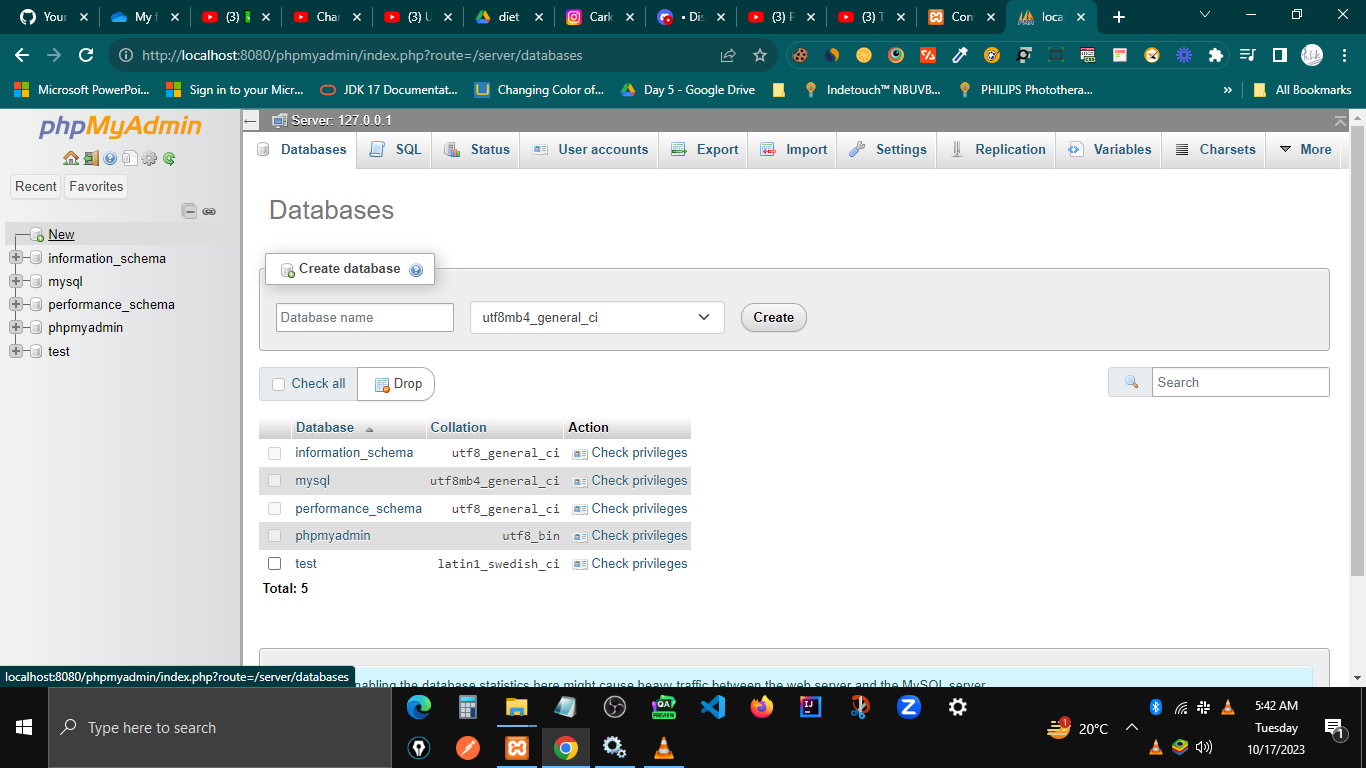 Your
My f
(3)
Cha
(3) U
diet
Cark
• Dis
(3) P
(3) T
Con
loca
http://localhost:8080/phpmyadmin/index.php?route=/server/databases
Microsoft PowerPoi...
Sign in to your Micr...
JDK 17 Documentat...
Changing Color of...
Day 5 - Google Drive
Indetouch™ NBUVB...
PHILIPS Photothera...
»
All Bookmarks
phpMyAdmin
Recent
Favorites
New
information_schema
mysql
performance_schema
phpmyadmin
test
Server: 127.0.0.1
Databases
SQL
Status
User accounts
Export
Import
Settings
Replication
Variables
Charsets
More
Databases
Create database
Database name
utf8mb4_general_ci
Create
Check all
Drop
Search
Database Collation Action
information_schema utf8_general_ci Check privileges
mysql utf8mb4_general_ci Check privileges
performance_schema utf8_general_ci Check privileges
phpmyadmin utf8_bin Check privileges
test latin1_swedish_ci Check privileges
Total: 5
nabling the database statistics here might cause heavy traffic between the web server and the MySQL server.
localhost:8080/phpmyadmin/index.php?route=/server/databases
QA
PREVIEW
IJ
1
20°C
5:42 AM
Tuesday
10/17/2023
1
Type here to search